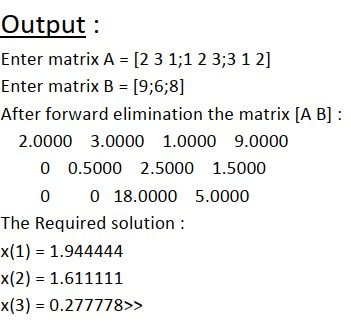 Output :
Enter matrix A = [2 3 1;1 2 3;3 1 2]
Enter matrix B = [9;6;8]
After forward elimination the matrix [A B] :
2.0000 3.0000 1.0000 9.0000
0 0.5000 2.5000 1.5000
0 0 18.0000 5.0000
The Required solution :
x(1) = 1.944444
x(2) = 1.611111
x(3) = 0.277778>>